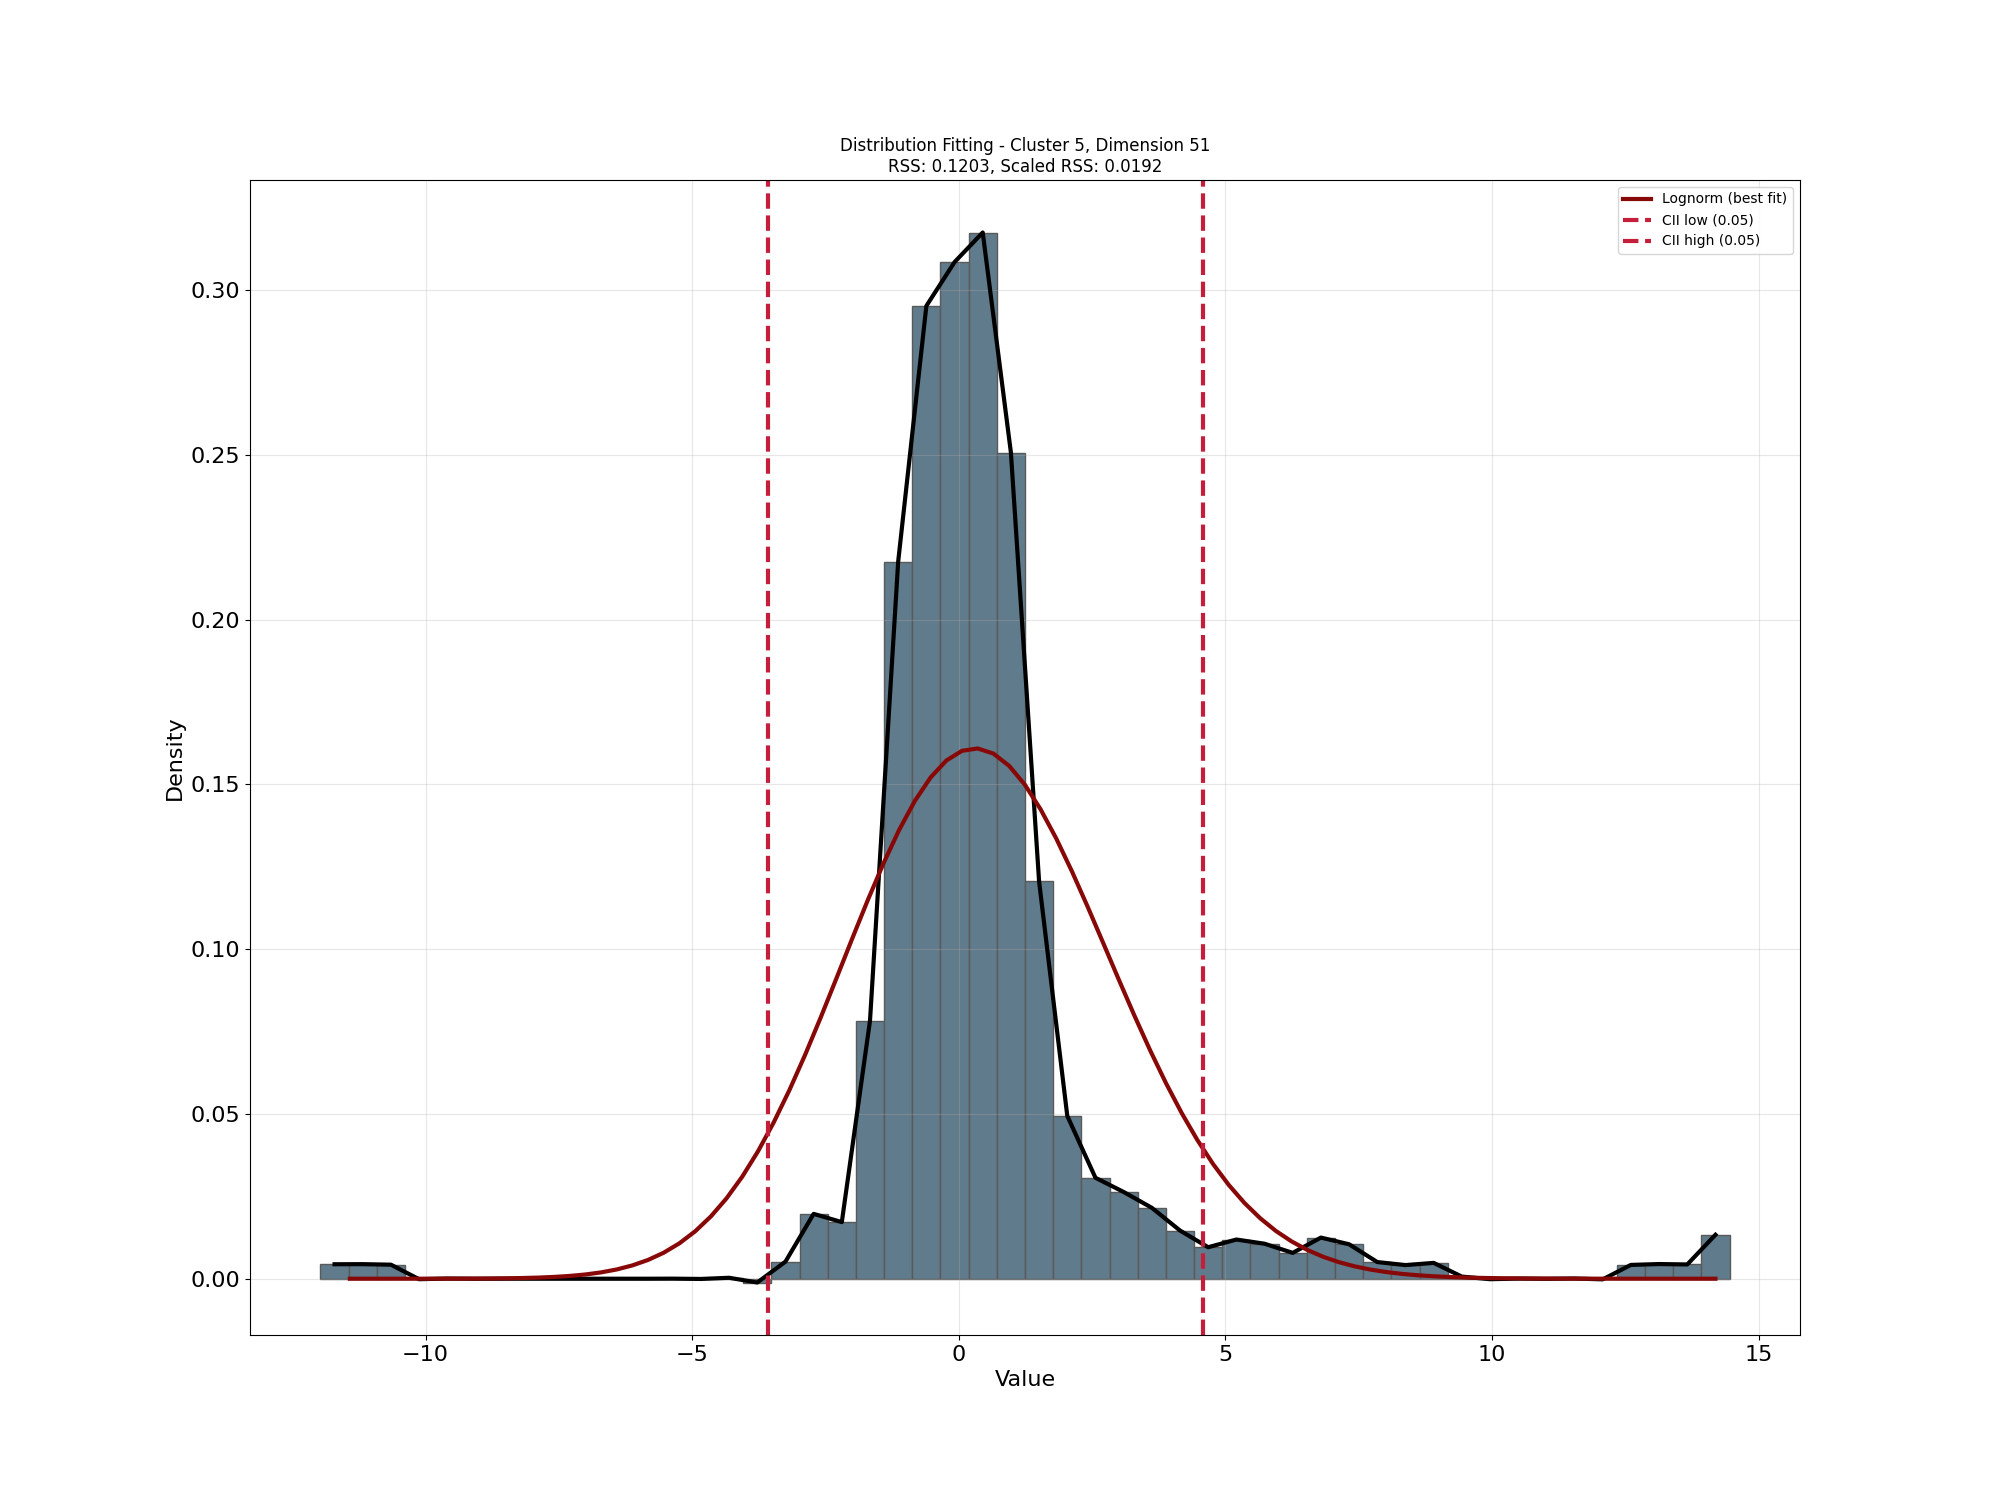 Distribution Fitting - Cluster 5, Dimension 51
RSS: 0.1203, Scaled RSS: 0.0192
Lognorm (best fit)
CII low (0.05)
CII high (0.05)
Density
0.30
0.25
0.20
0.15
0.10
0.05
0.00
−10
−5
0
5
10
15
Value